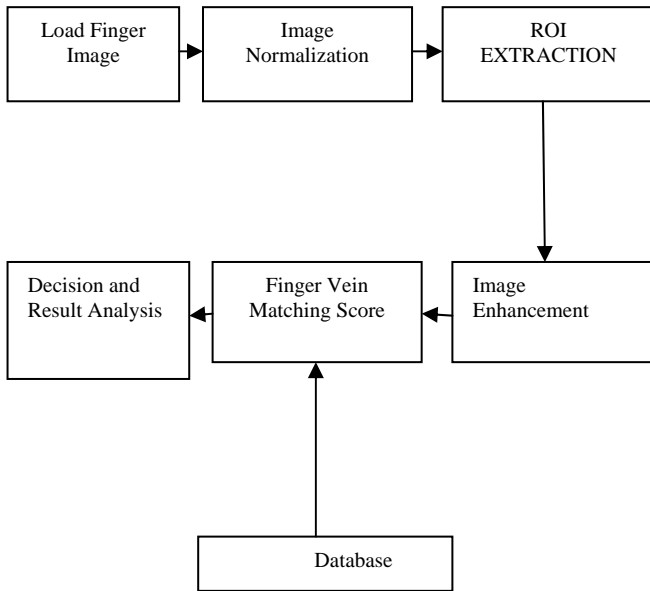 Load Finger
Image
Image
Normalization
ROI
EXTRACTION
Decision and
Result Analysis
Finger Vein
Matching Score
Image
Enhancement
Database